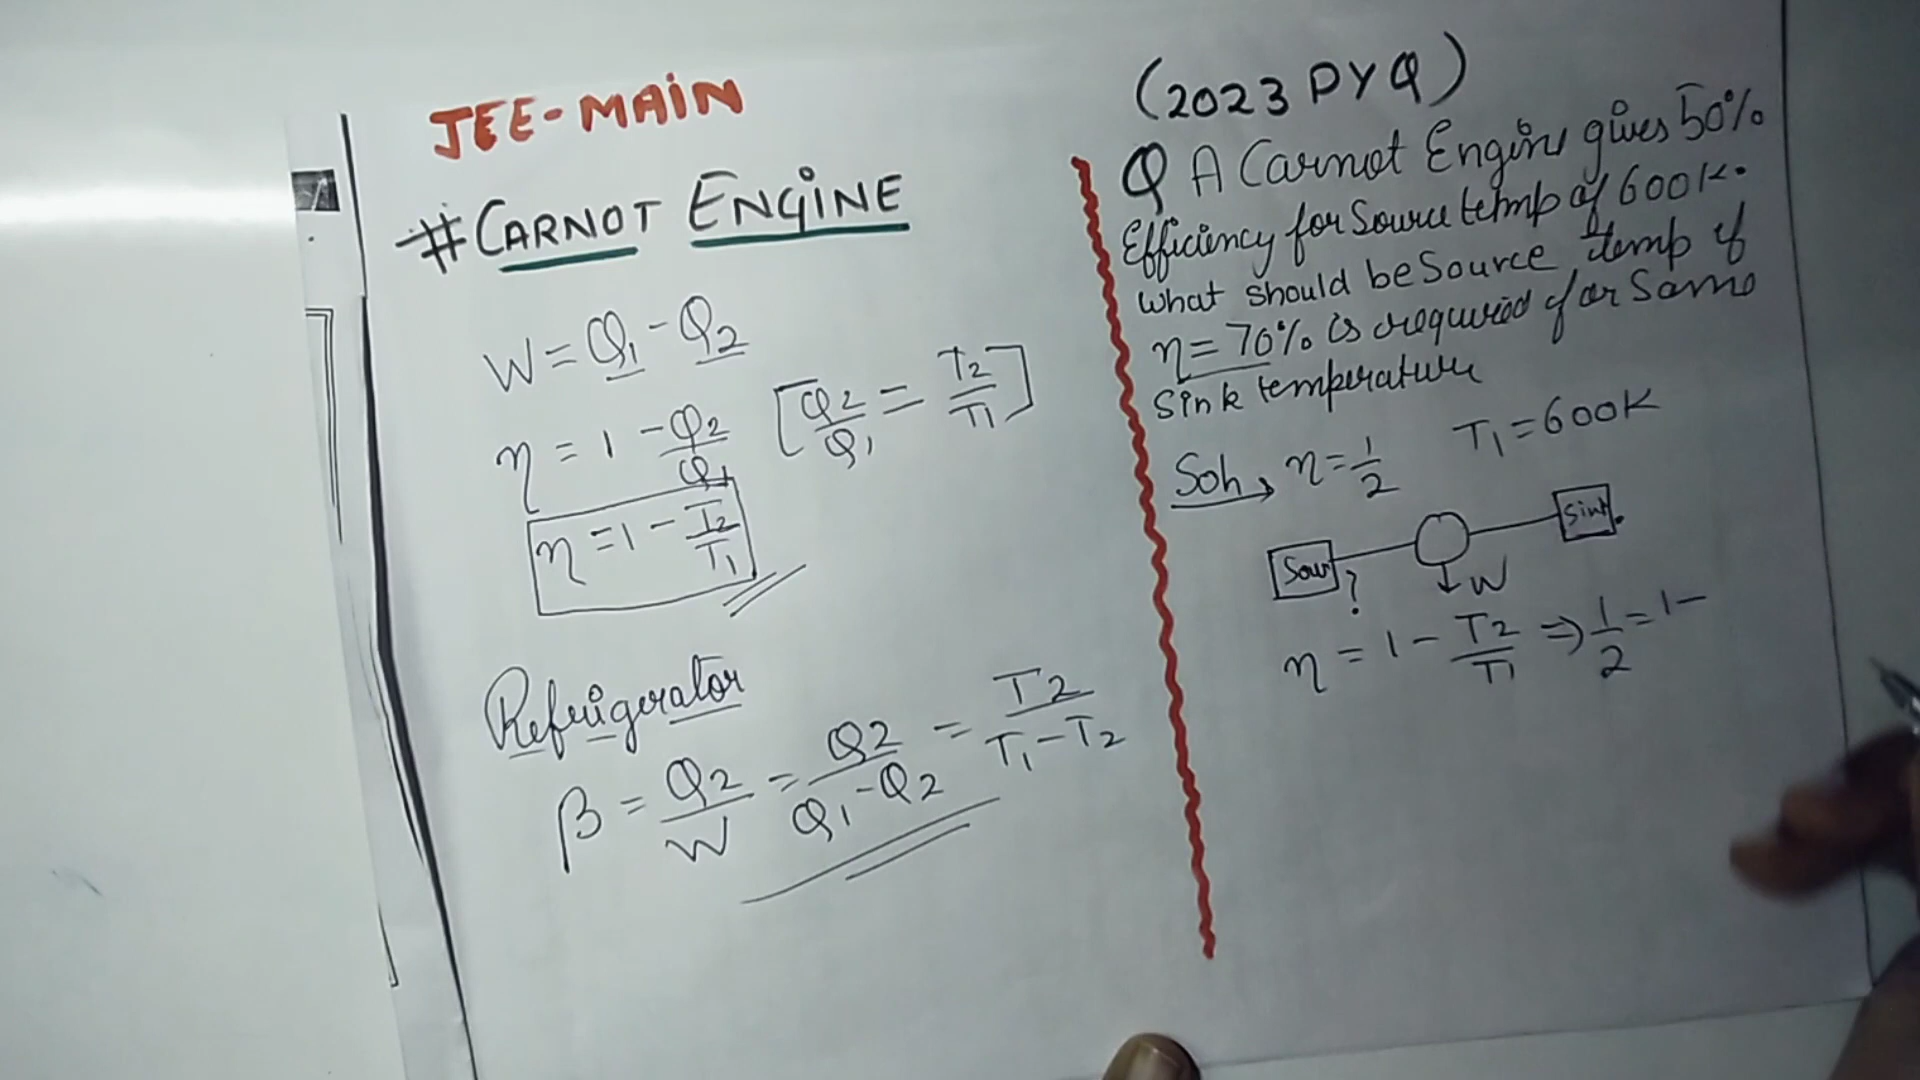 JEE-MAIN
# CARNOT ENGINE
W = Q1 - Q2
η = 1 - Q2/Q1 [Q2/Q1 = T2/T1]
η = 1 - T2/T1
Refrigerator
β = Q2/W = Q2/(Q1-Q2) = T2/(T1-T2)
(2023 PYQ)
Q A Carnot Engine gives 50%
Efficiency for Source temp of 600K.
What should be Source temp if
η = 70% is required for Same
Sink temperature
Soln → η = 1/2 T1 = 600K
Sour ? W Sink.
η = 1 - T2/T1 ⇒ 1/2 = 1 -